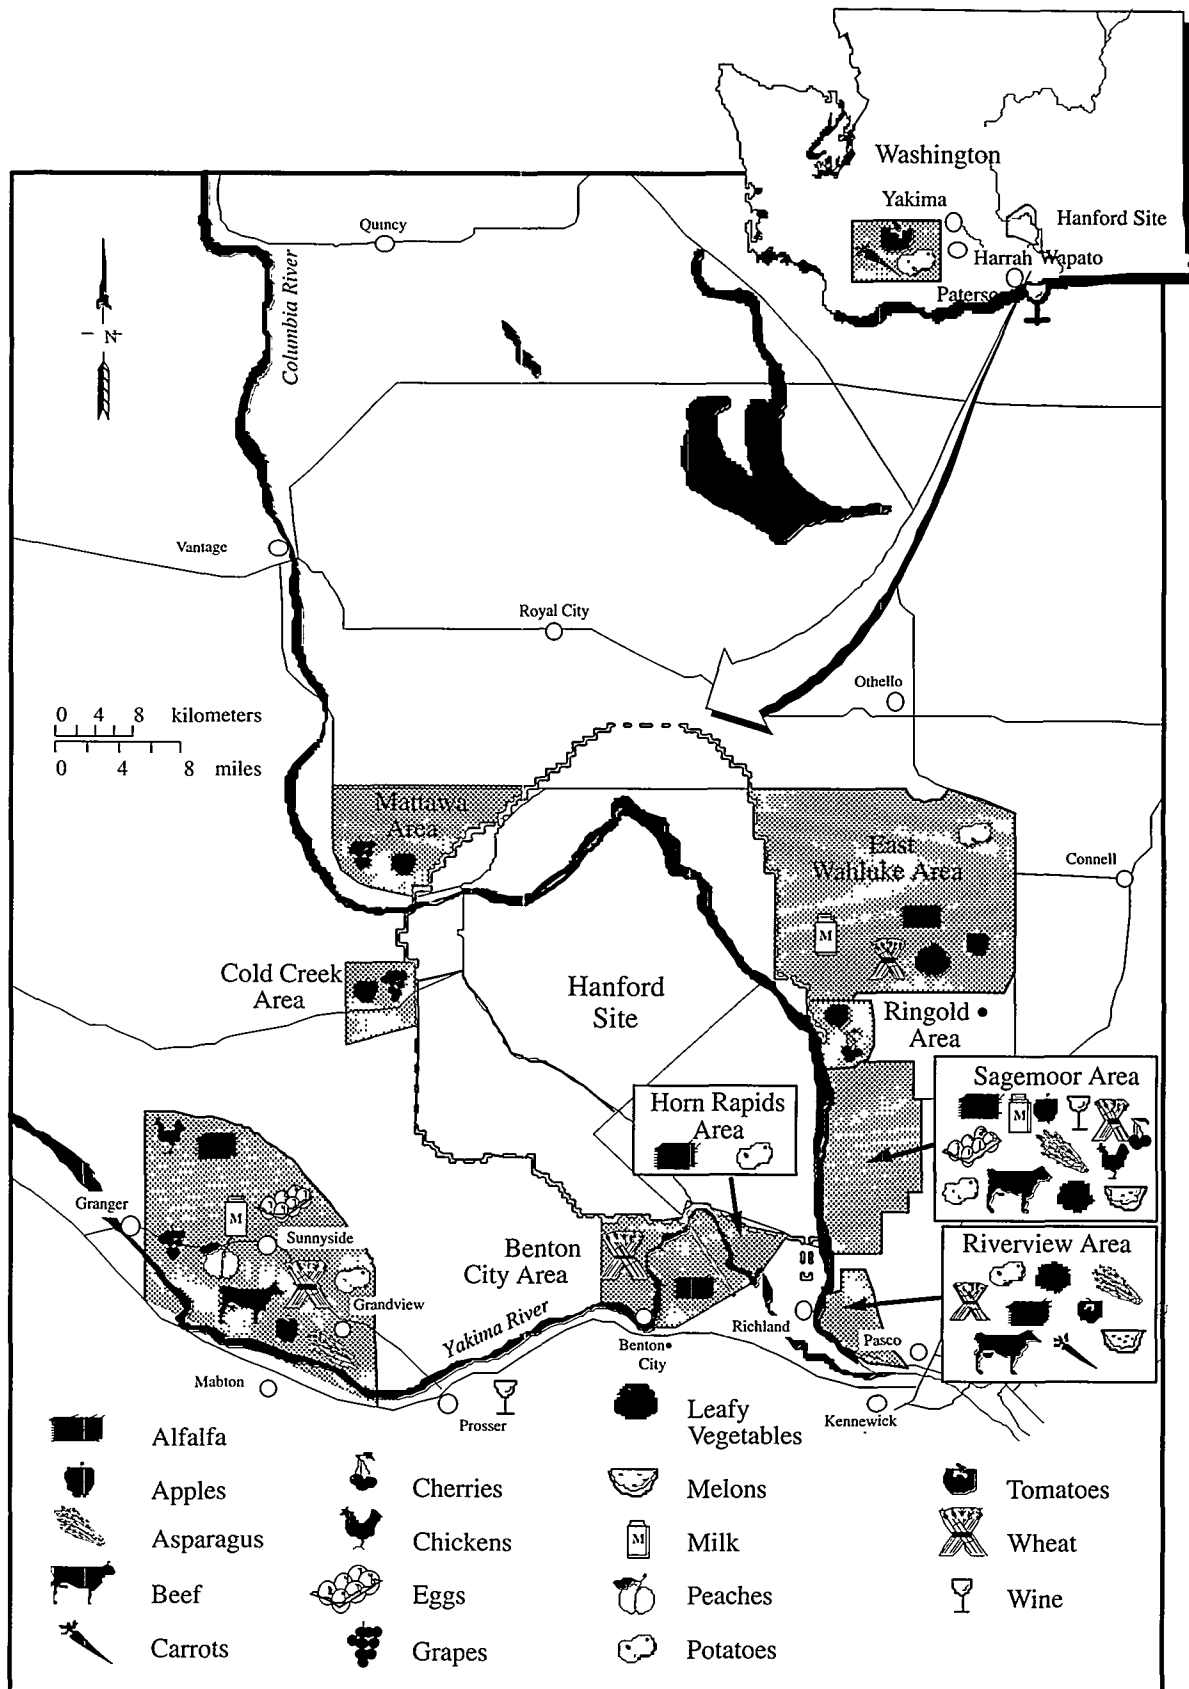 Washington
Yakima
Hanford Site
Harrah Wapato
Quincy
Columbia River
N
Vantage
Royal City
Othello
0 4 8 kilometers
0 4 8 miles
Mattawa
Area
East
Wahluke Area
Connell
M
Cold Creek
Area
Hanford
Site
Ringold
Area
Sagemoor Area
M
Horn Rapids
Area
Granger
M
Sunnyside
Benton
City Area
Riverview Area
Grandview
Yakima River
Richland
Pasco
Benton
City
Mabton
Prosser
Kennewick
Alfalfa
Leafy
Vegetables
Apples
Cherries
Melons
Tomatoes
Asparagus
Chickens
M
Milk
Wheat
Beef
Eggs
Peaches
Wine
Carrots
Grapes
Potatoes